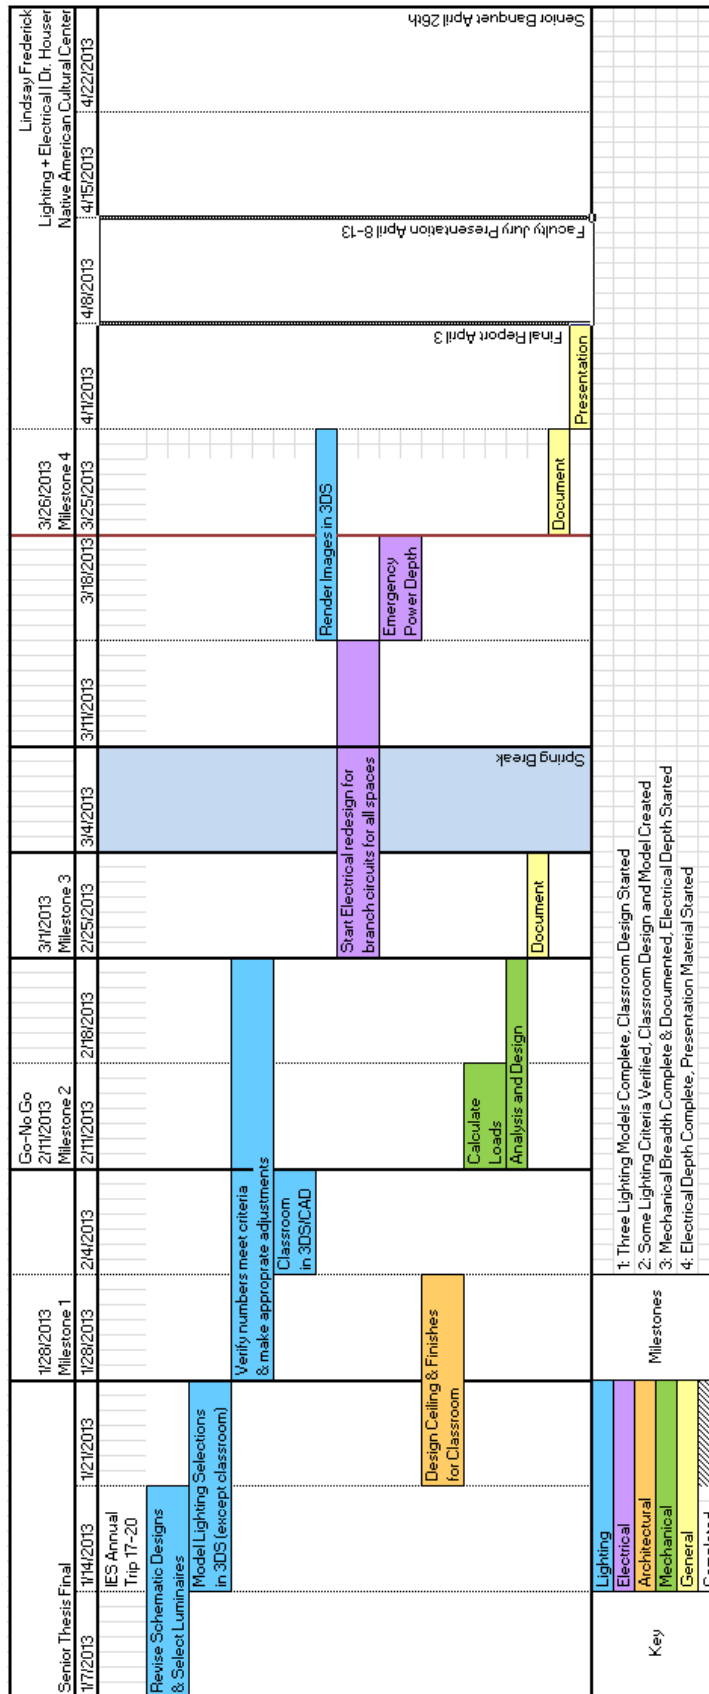 Senior Thesis Final
1/28/2013
Milestone 1
Go-No Go
2/11/2013
Milestone 2
3/1/2013
Milestone 3
3/26/2013
Milestone 4
Lindsay Frederick
Lighting + Electrical | Dr. Houser
Native American Cultural Center
1/7/2013 1/14/2013 1/21/2013 1/28/2013 2/4/2013 2/11/2013 2/18/2013 2/25/2013 3/4/2013 3/11/2013 3/18/2013 3/25/2013 4/1/2013 4/8/2013 4/15/2013 4/22/2013
IES Annual
Trip 17-20
Revise Schematic Designs
& Select Luminaires
Model Lighting Selections
in 3DS (except classroom)
Verify numbers meet criteria
& make approprate adjustments
Classroom
in 3DS/CAD
Render Images in 3DS
Start Electrical redesign for
branch circuits for all spaces
Emergency
Power Depth
Design Ceiling & Finishes
for Classroom
Calculate
Loads
Analysis and Design
Document
Document
Presentation
Spring Break
Final Report April 3
Faculty Jury Presentation April 8-13
Senior Banquet April 26th
Key
Lighting
Electrical
Architectural
Mechanical
General
Completed
Milestones
1: Three Lighting Models Complete, Classroom Design Started
2: Some Lighting Criteria Verified, Classroom Design and Model Created
3: Mechanical Breadth Complete & Documented, Electrical Depth Started
4: Electrical Depth Complete, Presentation Material Started